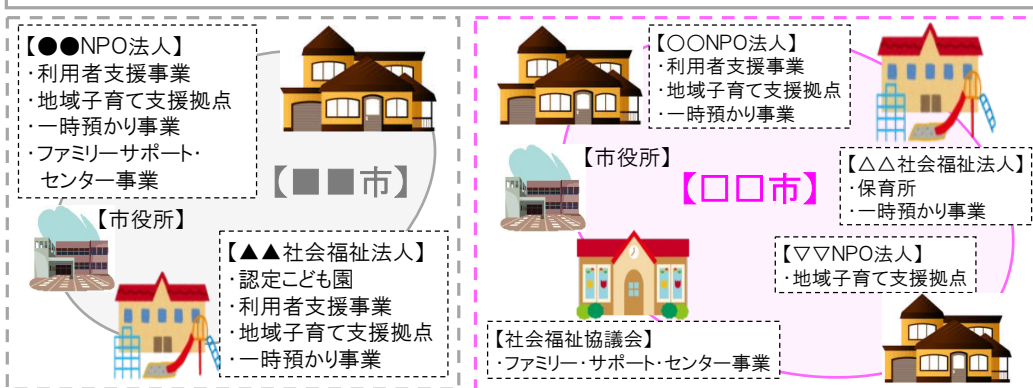 【●●NPO法人】
・利用者支援事業
・地域子育て支援拠点
・一時預かり事業
・ファミリーサポート・
センター事業
【■■市】
【市役所】
【▲▲社会福祉法人】
・認定こども園
・利用者支援事業
・地域子育て支援拠点
・一時預かり事業
【○○NPO法人】
・利用者支援事業
・地域子育て支援拠点
・一時預かり事業
【市役所】
【□□市】
【△△社会福祉法人】
・保育所
・一時預かり事業
【▽▽NPO法人】
・地域子育て支援拠点
【社会福祉協議会】
・ファミリー・サポート・センター事業